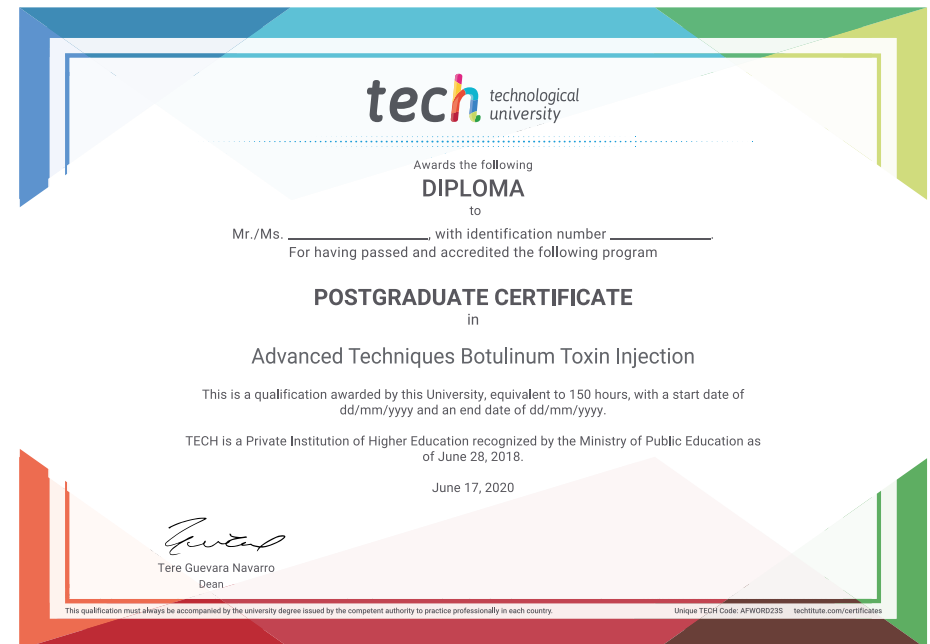 tech technological
university
Awards the following
DIPLOMA
to
Mr./Ms. ____________________, with identification number ______________.
For having passed and accredited the following program
POSTGRADUATE CERTIFICATE
in
Advanced Techniques Botulinum Toxin Injection
This is a qualification awarded by this University, equivalent to 150 hours, with a start date of
dd/mm/yyyy and an end date of dd/mm/yyyy.
TECH is a Private Institution of Higher Education recognized by the Ministry of Public Education as
of June 28, 2018.
June 17, 2020
Tere Guevara Navarro
Dean
This qualification must always be accompanied by the university degree issued by the competent authority to practice professionally in each country.
Unique TECH Code: AFWORD23S techtitute.com/certificates